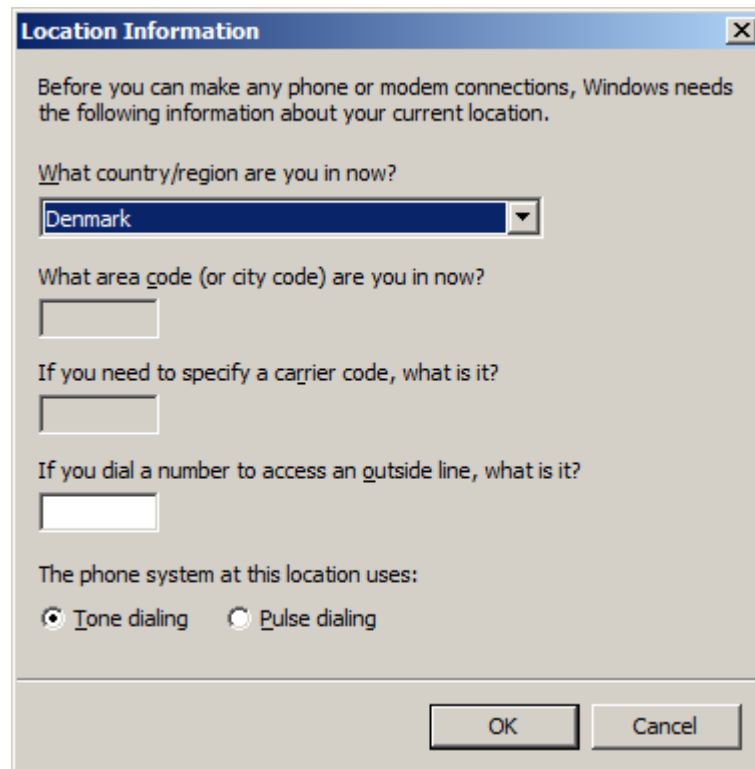 Location Information
Before you can make any phone or modem connections, Windows needs
the following information about your current location.
What country/region are you in now?
Denmark
What area code (or city code) are you in now?
If you need to specify a carrier code, what is it?
If you dial a number to access an outside line, what is it?
The phone system at this location uses:
Tone dialing Pulse dialing
OK Cancel